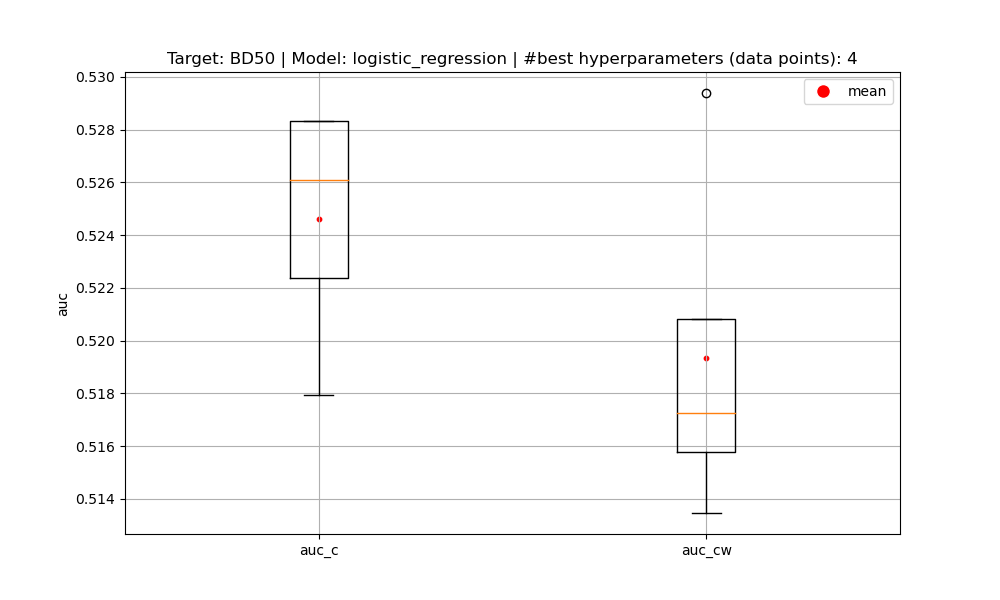 Target: BD50 | Model: logistic_regression | #best hyperparameters (data points): 4
mean
0.530
0.528
0.526
0.524
0.522
0.520
0.518
0.516
0.514
auc
auc_c
auc_cw